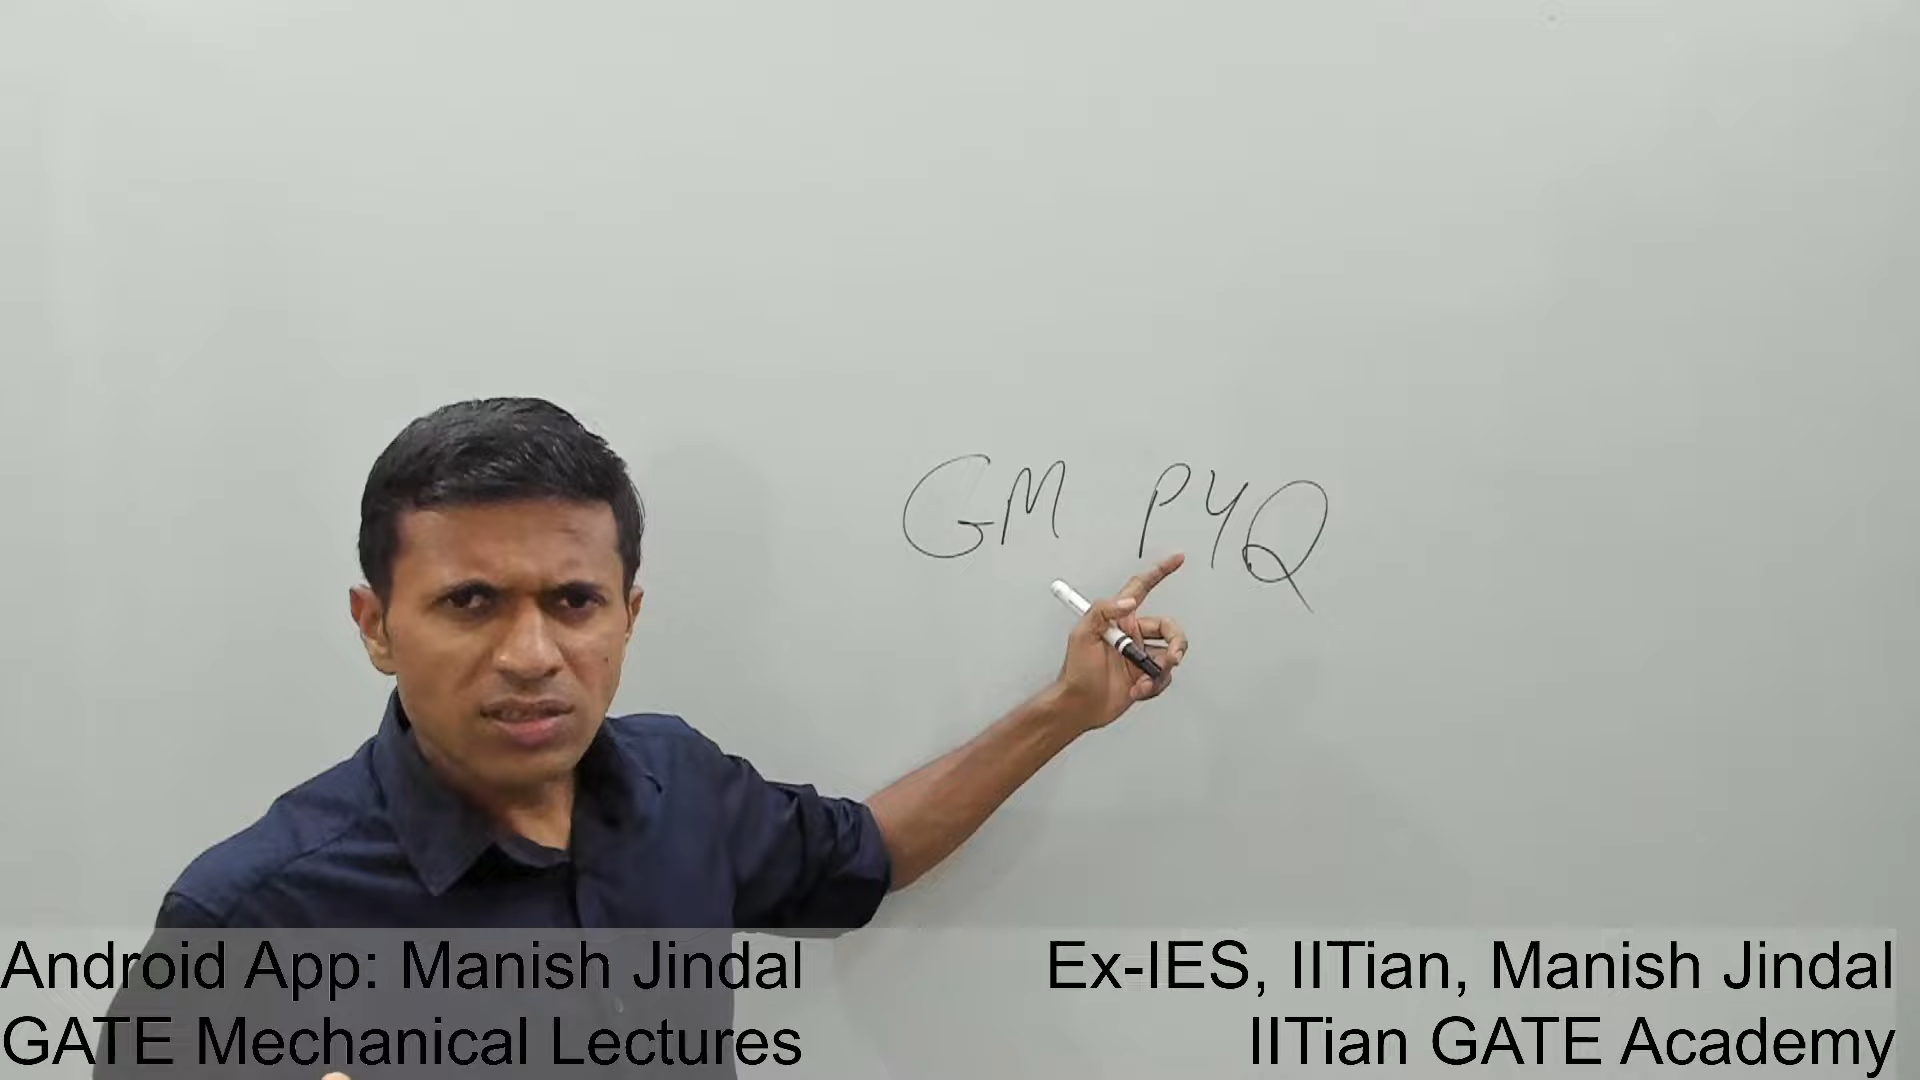 GM PYQ
Android App: Manish Jindal
GATE Mechanical Lectures
Ex-IES, IITian, Manish Jindal
IITian GATE Academy